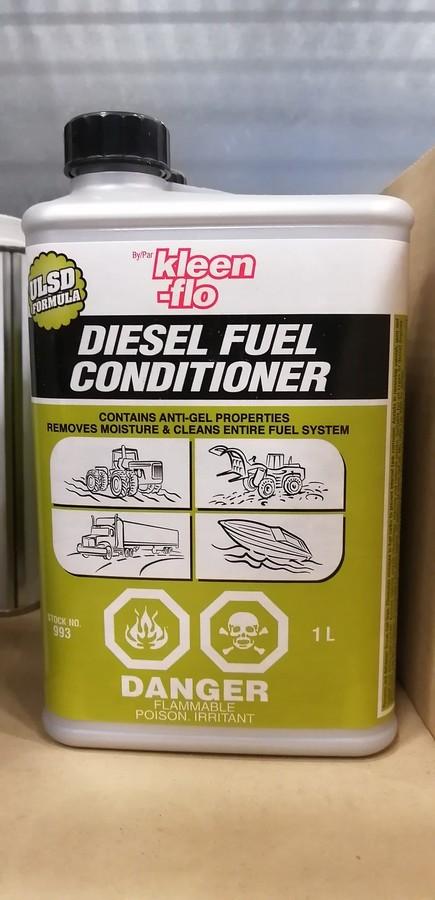 By/Par
kleen
-flo
ULSD
FORMULA
DIESEL FUEL
CONDITIONER
CONTAINS ANTI-GEL PROPERTIES
REMOVES MOISTURE & CLEANS ENTIRE FUEL SYSTEM
STOCK NO.
993
1 L
DANGER
FLAMMABLE
POISON. IRRITANT